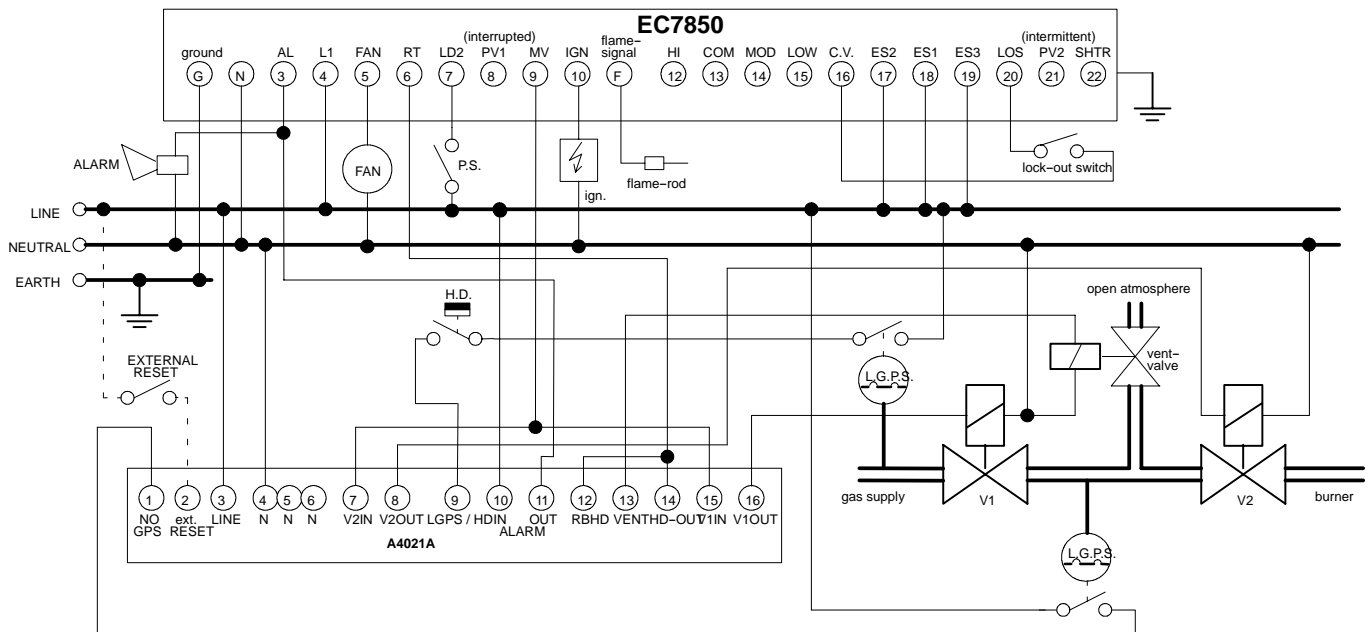 EC7850
ground AL L1 FAN RT LD2 (interrupted) PV1 MV IGN flame-signal HI COM MOD LOW C.V. ES2 ES1 ES3 LOS (intermittent) PV2 SHTR
G N 3 4 5 6 7 8 9 10 F 12 13 14 15 16 17 18 19 20 21 22
ALARM
FAN
P.S.
ign.
flame-rod
lock-out switch
LINE
NEUTRAL
EARTH
H.D.
open atmosphere
vent-
valve
EXTERNAL
RESET
L.G.P.S.
gas supply
V1
V2
burner
1 2 3 4 5 6 7 8 9 10 11 12 13 14 15 16
NO GPS
ext. RESET
LINE
N
N
N
V2IN
V2OUT
LGPS / HDIN
ALARM OUT
RBHD
VENT
HD-OUT
V1IN
V1OUT
A4021A
L.G.P.S.